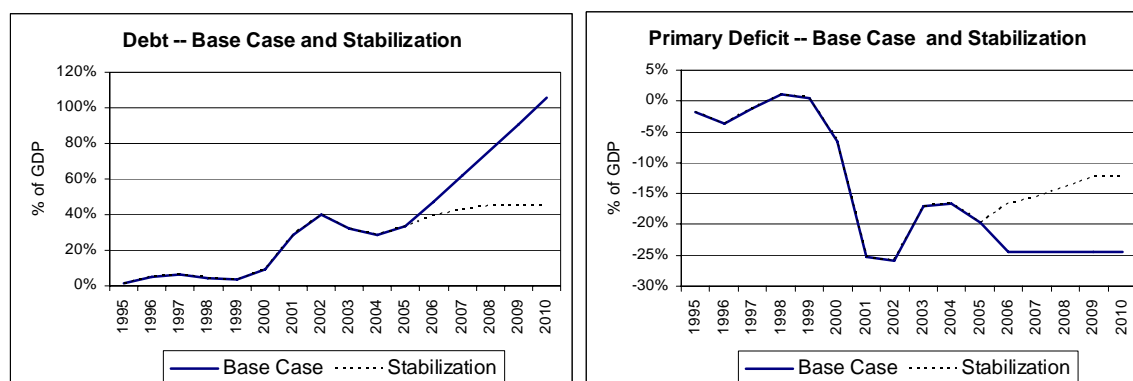 Debt -- Base Case and Stabilization
120%
100%
80%
60%
40%
20%
0%
% of GDP
1995 1996 1997 1998 1999 2000 2001 2002 2003 2004 2005 2006 2007 2008 2009 2010
Base Case Stabilization
Primary Deficit -- Base Case and Stabilization
5%
0%
-5%
-10%
-15%
-20%
-25%
-30%
% of GDP
1995 1996 1997 1998 1999 2000 2001 2002 2003 2004 2005 2006 2007 2008 2009 2010
Base Case Stabilization